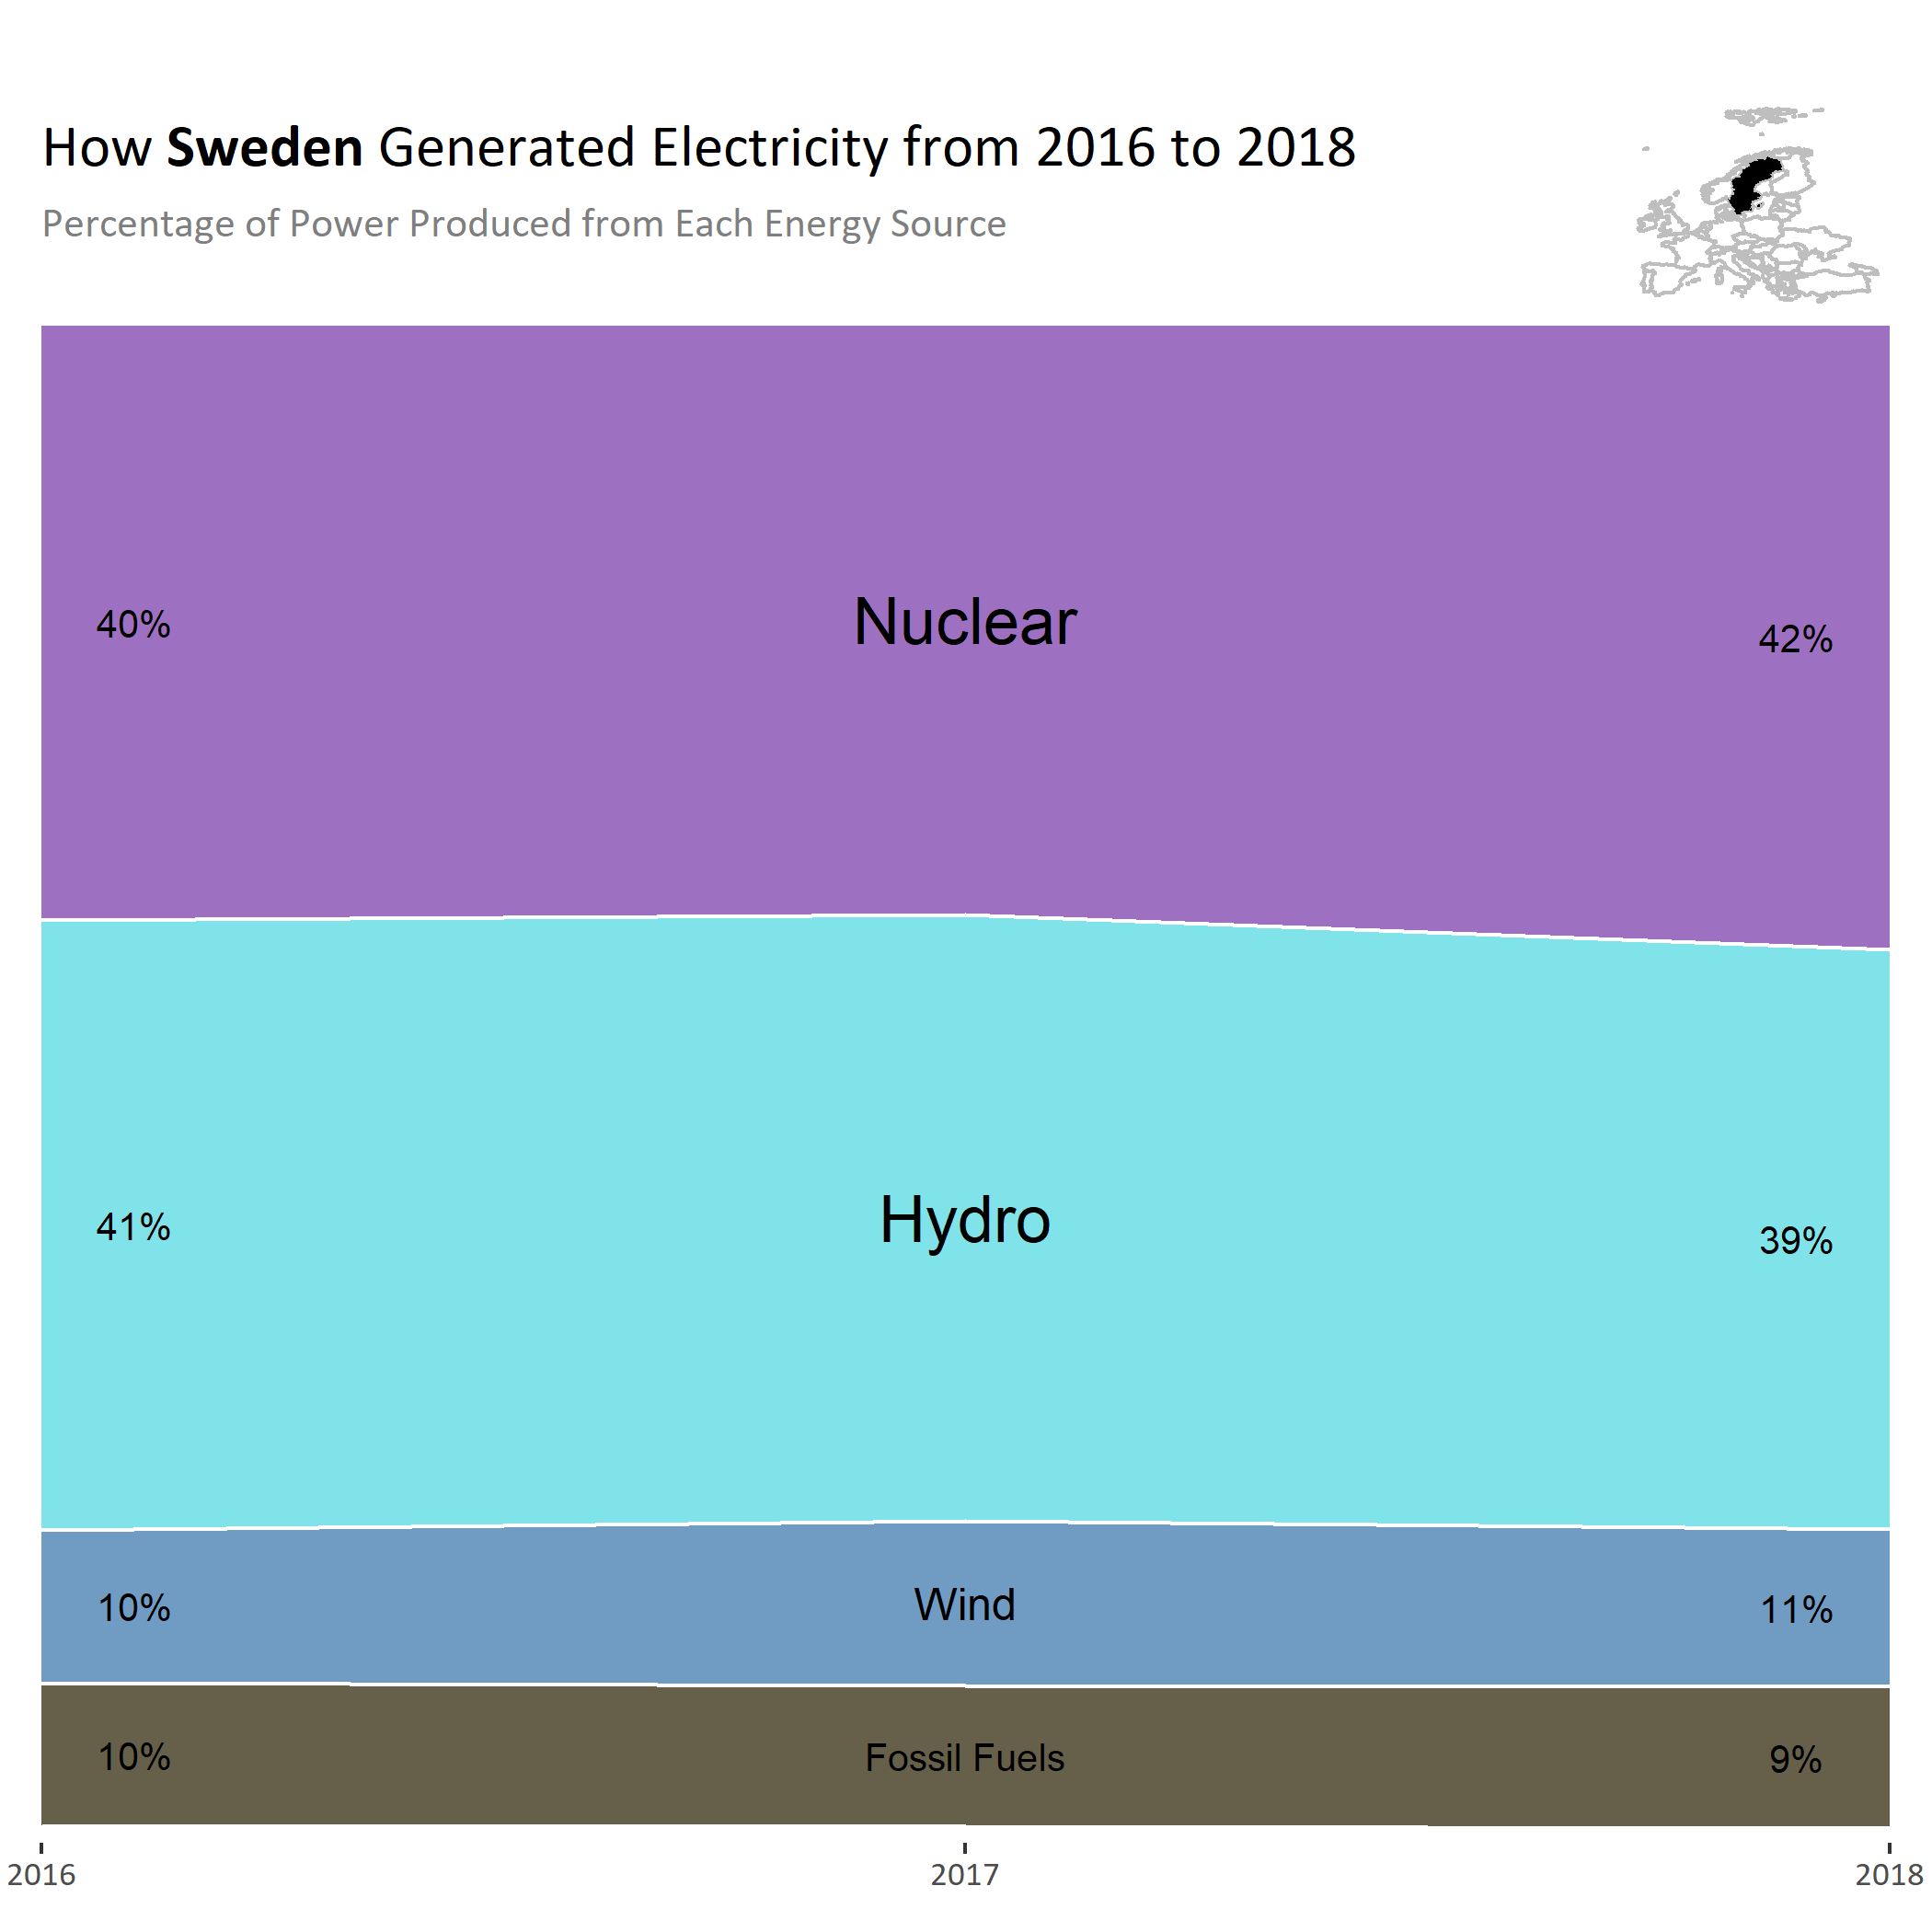 How Sweden Generated Electricity from 2016 to 2018
Percentage of Power Produced from Each Energy Source
40% Nuclear 42%
41% Hydro 39%
10% Wind 11%
10% Fossil Fuels 9%
2016 2017 2018